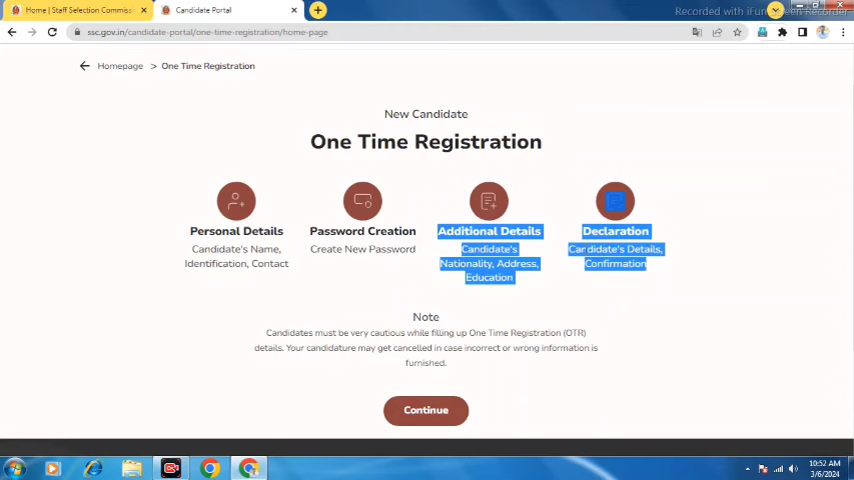 Home | Staff Selection Commiss
Candidate Portal
Recorded with iFun Screen Recorder
ssc.gov.in/candidate-portal/one-time-registration/home-page
Homepage > One Time Registration
New Candidate
One Time Registration
Personal Details
Candidate's Name,
Identification, Contact
Password Creation
Create New Password
Additional Details
Candidate's
Nationality, Address,
Education
Declaration
Candidate's Details,
Confirmation
Note
Candidates must be very cautious while filling up One Time Registration (OTR)
details. Your candidature may get cancelled in case incorrect or wrong information is
furnished.
Continue
10:52 AM
3/6/2024